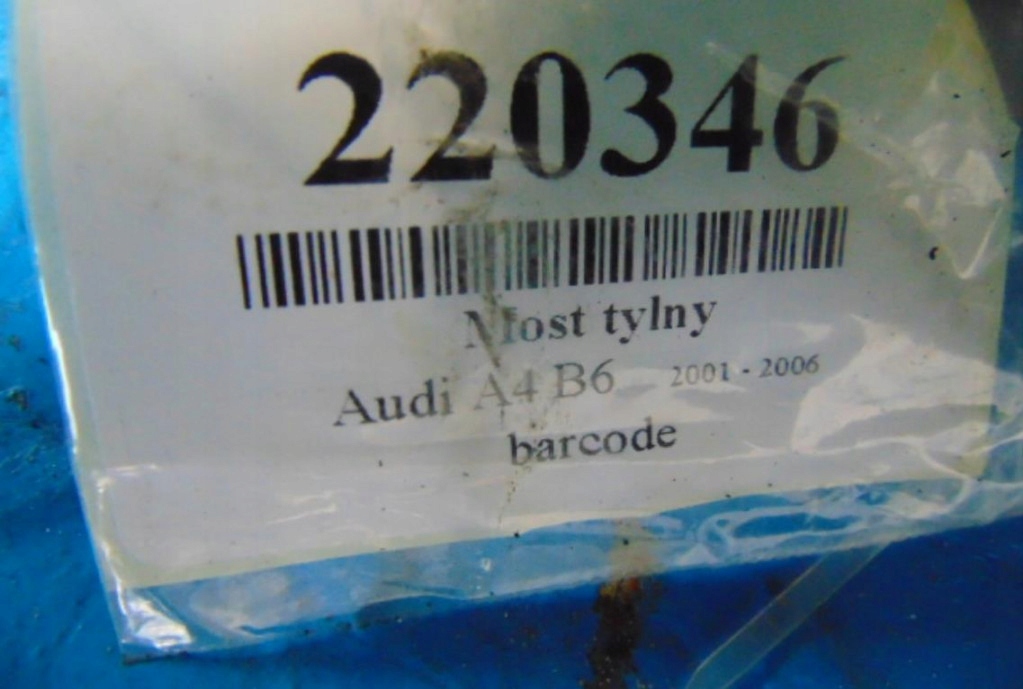 220346
Most tylny
Audi A4 B6 2001 - 2006
barcode